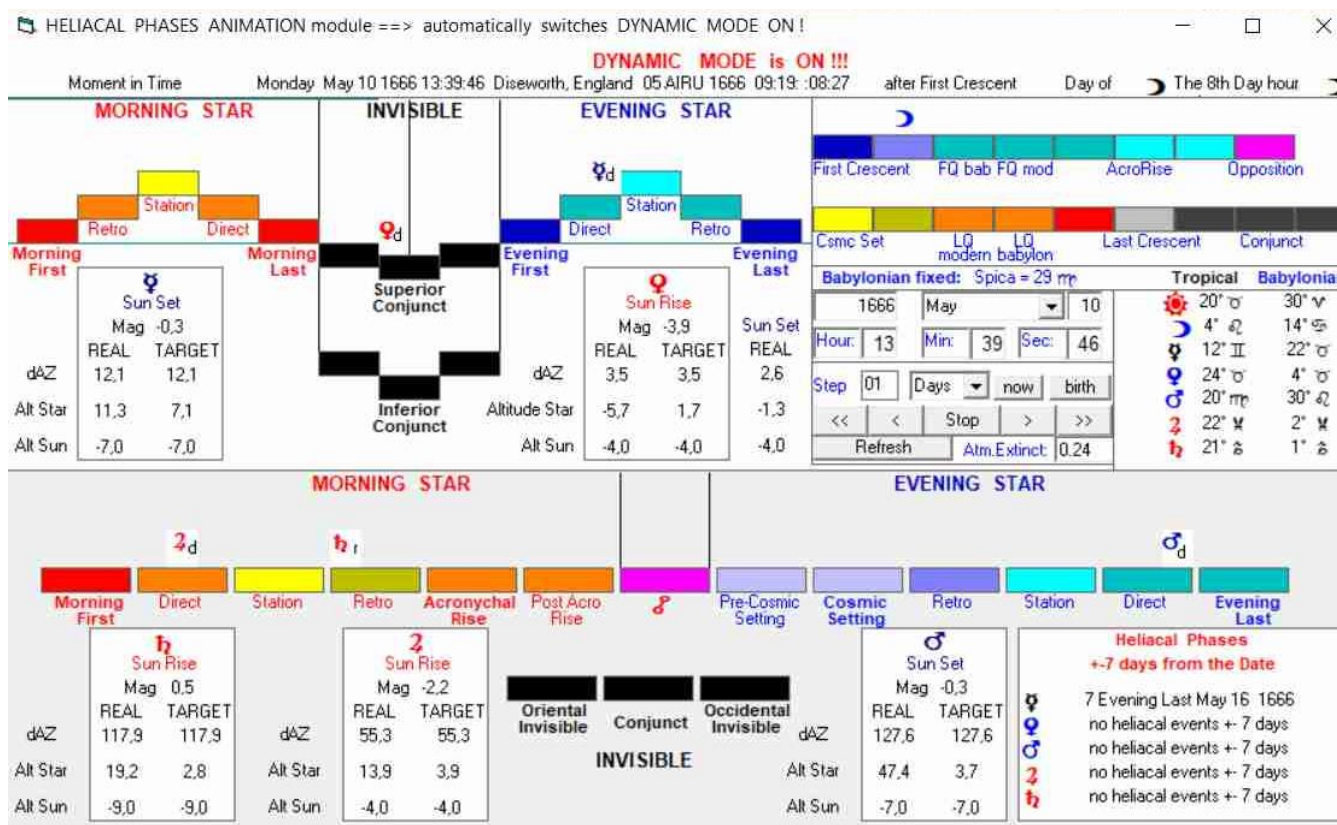 HELIACAL PHASES ANIMATION module ==> automatically switches DYNAMIC MODE ON !
DYNAMIC MODE is ON !!!
Moment in Time Monday May 10 1666 13:39:46 Diseworth, England 05 AIRU 1666 09:19: :08:27 after First Crescent Day of ☽ The 8th Day hour
MORNING STAR INVISIBLE EVENING STAR
☿d
Station Station
Retro Direct Direct Retro
♀d
Morning First Morning Last Evening First Evening Last
Superior Conjunct
Inferior Conjunct
☿
Sun Set
Mag -0,3
REAL TARGET
dAZ 12,1 12,1
Alt Star 11,3 7,1
Alt Sun -7,0 -7,0
♀
Sun Rise
Mag -3,9 Sun Set
REAL TARGET REAL
dAZ 3,5 3,5 2,6
Altitude Star -5,7 1,7 -1,3
Alt Sun -4,0 -4,0 -4,0
First Crescent FQ bab FQ mod AcroRise Opposition
Csmc Set LQ modern LQ babylon Last Crescent Conjunct
Babylonian fixed: Spica = 29 ♍
1666 May 10
Hour: 13 Min: 39 Sec: 46
Step 01 Days now birth
<< < Stop > >>
Refresh Atm.Extinct: 0.24
Tropical Babylonia
20° ♉ 30° ♈
☽ 4° ♌ 14° ♋
☿ 12° ♊ 22° ♉
♀ 24° ♉ 4° ♉
♂ 20° ♍ 30° ♌
♃ 22° 2°
♄ 21° 1°
MORNING STAR EVENING STAR
♃d ♄r ♂d
Morning First Direct Station Retro Acronychal Rise Post Acro Rise ☍ Pre-Cosmic Setting Cosmic Setting Retro Station Direct Evening Last
♄
Sun Rise
Mag 0,5
REAL TARGET
dAZ 117,9 117,9
Alt Star 19,2 2,8
Alt Sun -9,0 -9,0
♃
Sun Rise
Mag -2,2
REAL TARGET
dAZ 55,3 55,3
Alt Star 13,9 3,9
Alt Sun -4,0 -4,0
Oriental Invisible Conjunct Occidental Invisible
INVISIBLE
♂
Sun Set
Mag -0,3
REAL TARGET
dAZ 127,6 127,6
Alt Star 47,4 3,7
Alt Sun -7,0 -7,0
Heliacal Phases
+-7 days from the Date
☿ 7 Evening Last May 16 1666
♀ no heliacal events +- 7 days
♂ no heliacal events +- 7 days
♃ no heliacal events +- 7 days
♄ no heliacal events +- 7 days